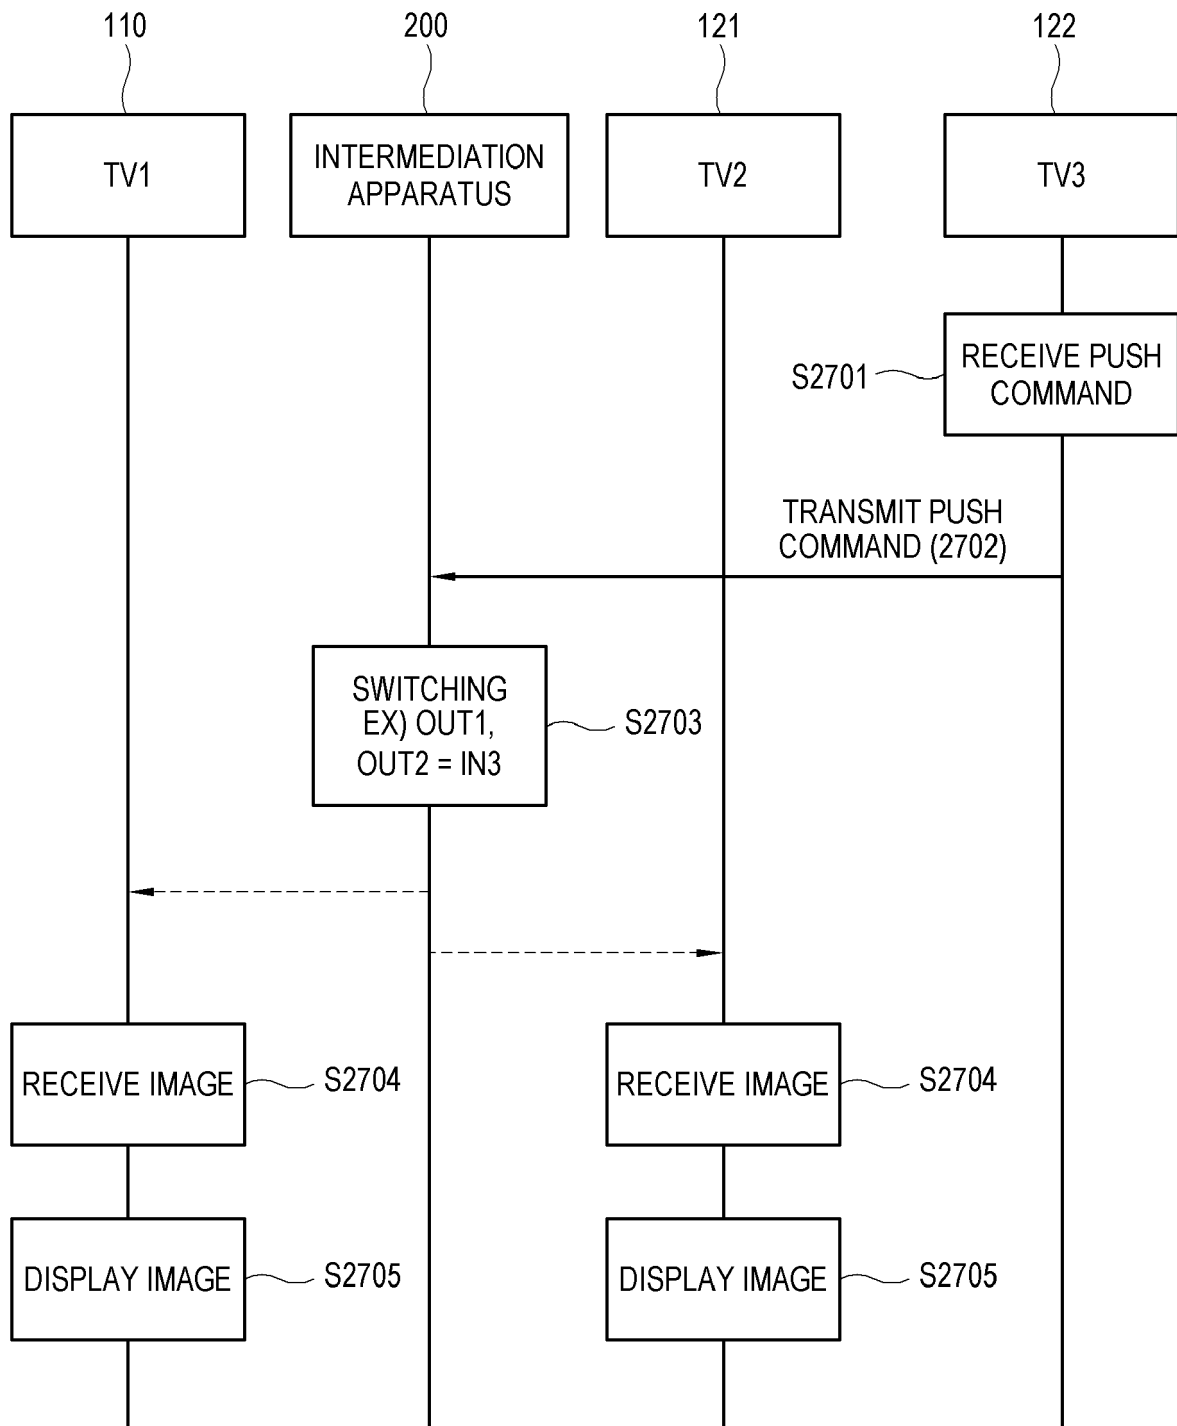 110
200
121
122
TV1
INTERMEDIATION
APPARATUS
TV2
TV3
RECEIVE PUSH
COMMAND
S2701
TRANSMIT PUSH
COMMAND (2702)
SWITCHING
EX) OUT1,
OUT2 = IN3
S2703
RECEIVE IMAGE
S2704
RECEIVE IMAGE
S2704
DISPLAY IMAGE
S2705
DISPLAY IMAGE
S2705